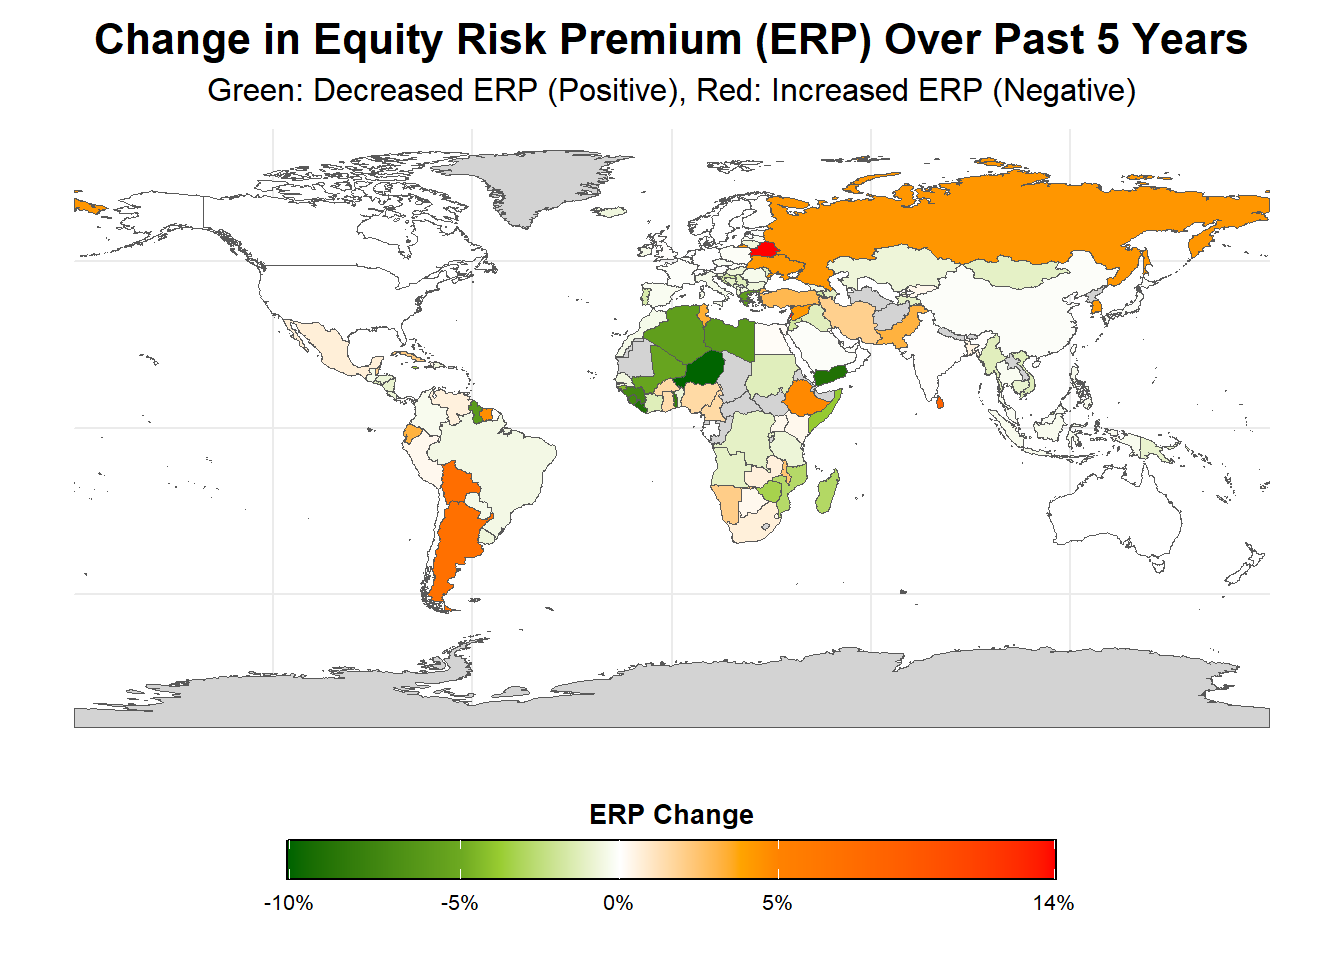 Change in Equity Risk Premium (ERP) Over Past 5 Years
Green: Decreased ERP (Positive), Red: Increased ERP (Negative)
ERP Change
-10% -5% 0% 5% 14%